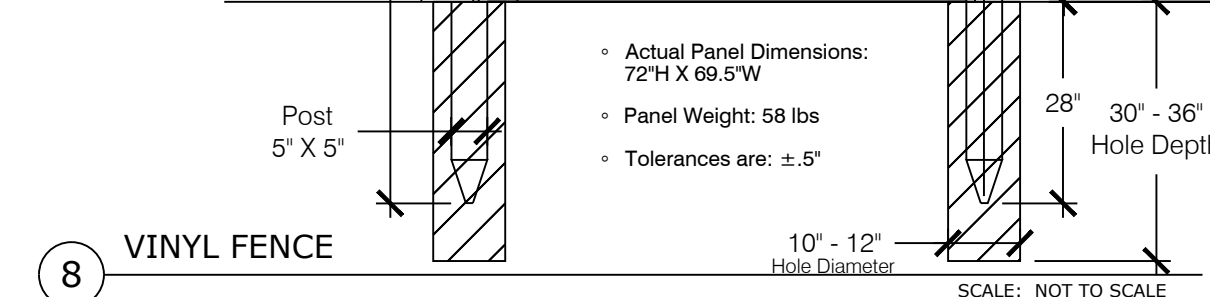 ° Actual Panel Dimensions:
72"H X 69.5"W
° Panel Weight: 58 lbs
° Tolerances are: ±.5"
Post
5" X 5"
28"
30" - 36"
Hole Depth
10" - 12"
Hole Diameter
8
VINYL FENCE
SCALE: NOT TO SCALE